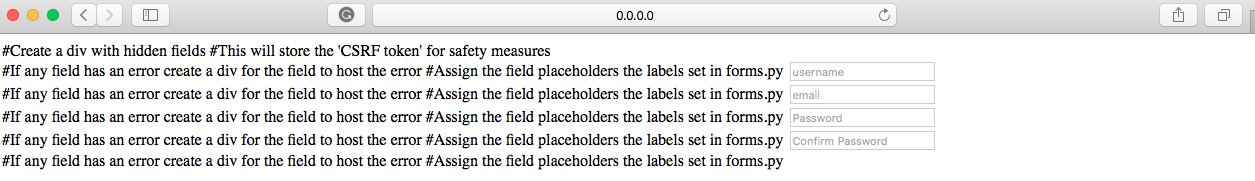 0.0.0.0
#Create a div with hidden fields #This will store the 'CSRF token' for safety measures
#If any field has an error create a div for the field to host the error #Assign the field placeholders the labels set in forms.py username
#If any field has an error create a div for the field to host the error #Assign the field placeholders the labels set in forms.py email
#If any field has an error create a div for the field to host the error #Assign the field placeholders the labels set in forms.py Password
#If any field has an error create a div for the field to host the error #Assign the field placeholders the labels set in forms.py Confirm Password
#If any field has an error create a div for the field to host the error #Assign the field placeholders the labels set in forms.py